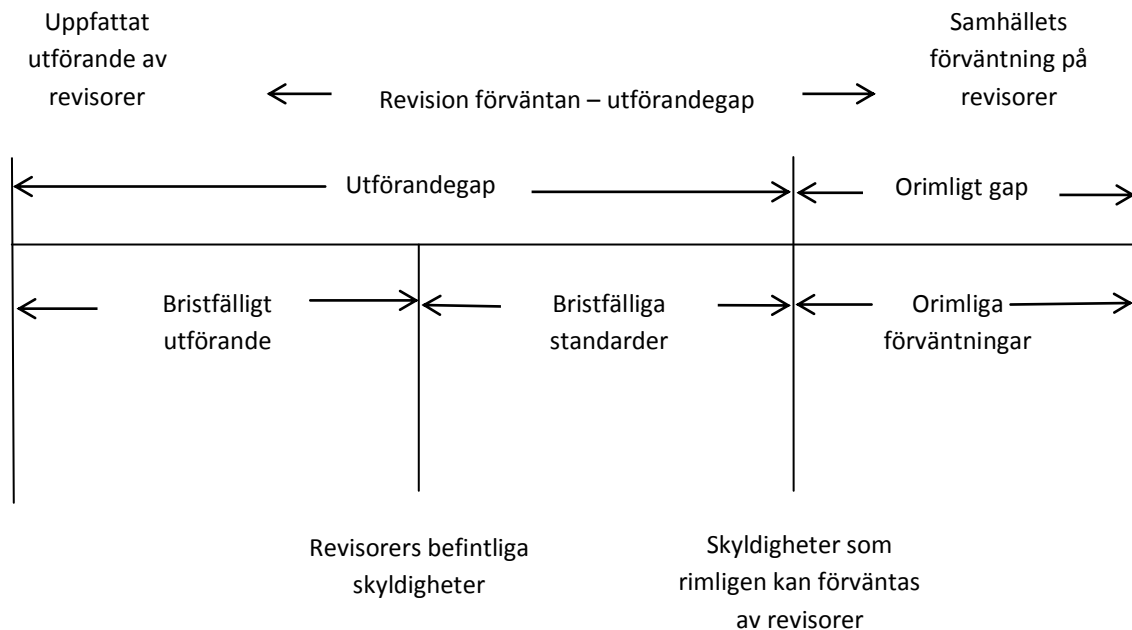 Uppfattat
utförande av
revisorer
Samhällets
förväntning på
revisorer
Revision förväntan – utförandegap
Utförandegap
Orimligt gap
Bristfälligt
utförande
Bristfälliga
standarder
Orimliga
förväntningar
Revisorers befintliga
skyldigheter
Skyldigheter som
rimligen kan förväntas
av revisorer